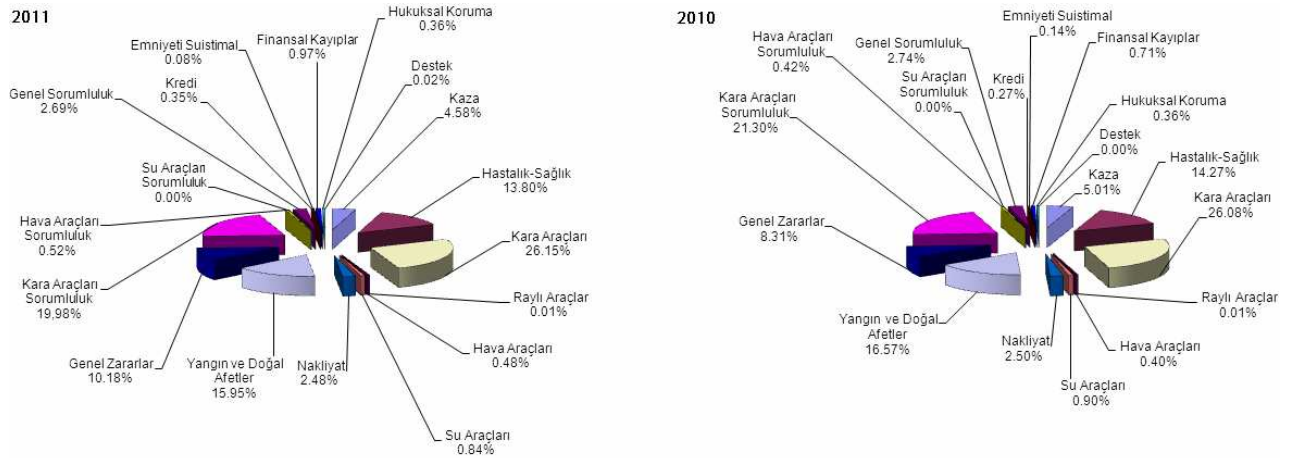 2011
Hukuksal Koruma
0.36%
Emniyeti Suistimal
0.08%
Finansal Kayıplar
0.97%
Destek
0.02%
Kredi
0.35%
Kaza
4.58%
Genel Sorumluluk
2.69%
Su Araçları
Sorumluluk
0.00%
Hastalık-Sağlık
13.80%
Hava Araçları
Sorumluluk
0.52%
Kara Araçları
26.15%
Kara Araçları
Sorumluluk
19,98%
Raylı Araçlar
0.01%
Genel Zararlar
10.18%
Yangın ve Doğal
Afetler
15.95%
Nakliyat
2.48%
Hava Araçları
0.48%
Su Araçları
0.84%
2010
Emniyeti Suistimal
0.14%
Hava Araçları
Sorumluluk
0.42%
Genel Sorumluluk
2.74%
Finansal Kayıplar
0.71%
Su Araçları
Sorumluluk
0.00%
Kredi
0.27%
Kara Araçları
Sorumluluk
21.30%
Hukuksal Koruma
0.36%
Destek
0.00%
Hastalık-Sağlık
14.27%
Kaza
5.01%
Kara Araçları
26.08%
Genel Zararlar
8.31%
Raylı Araçlar
0.01%
Yangın ve Doğal
Afetler
16.57%
Nakliyat
2.50%
Hava Araçları
0.40%
Su Araçları
0.90%